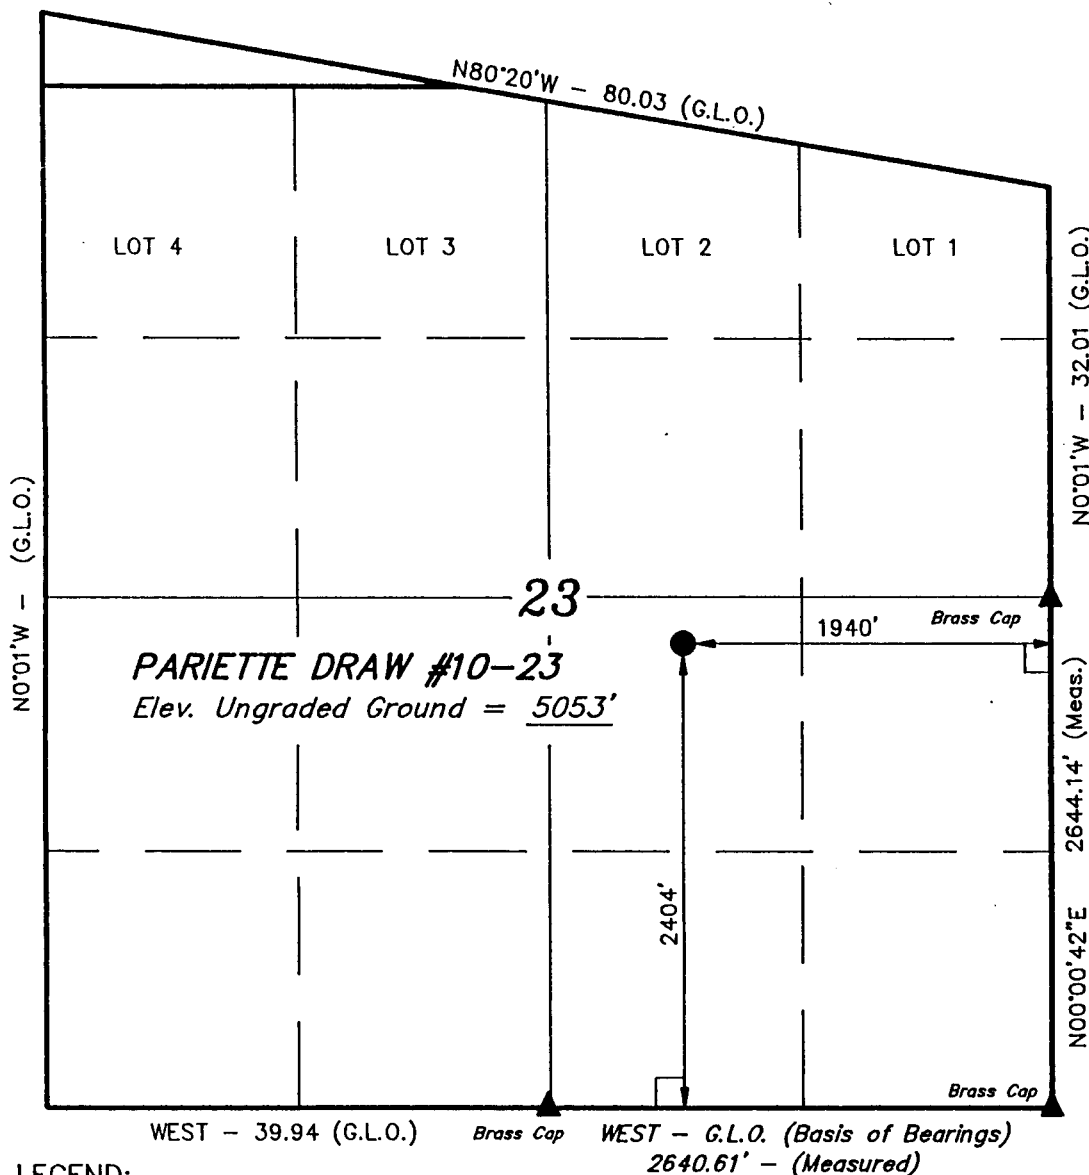 N80°20'W - 80.03 (G.L.O.)
LOT 4
LOT 3
LOT 2
LOT 1
N0°01'W - 32.01 (G.L.O.)
N0°01'W - (G.L.O.)
23
1940'
Brass Cap
PARIETTE DRAW #10-23
Elev. Ungraded Ground = 5053'
2404'
N00°00'42"E 2644.14' (Meas.)
Brass Cap
WEST - 39.94 (G.L.O.)
Brass Cap
WEST - G.L.O. (Basis of Bearings)
2640.61' - (Measured)
LEGEND: